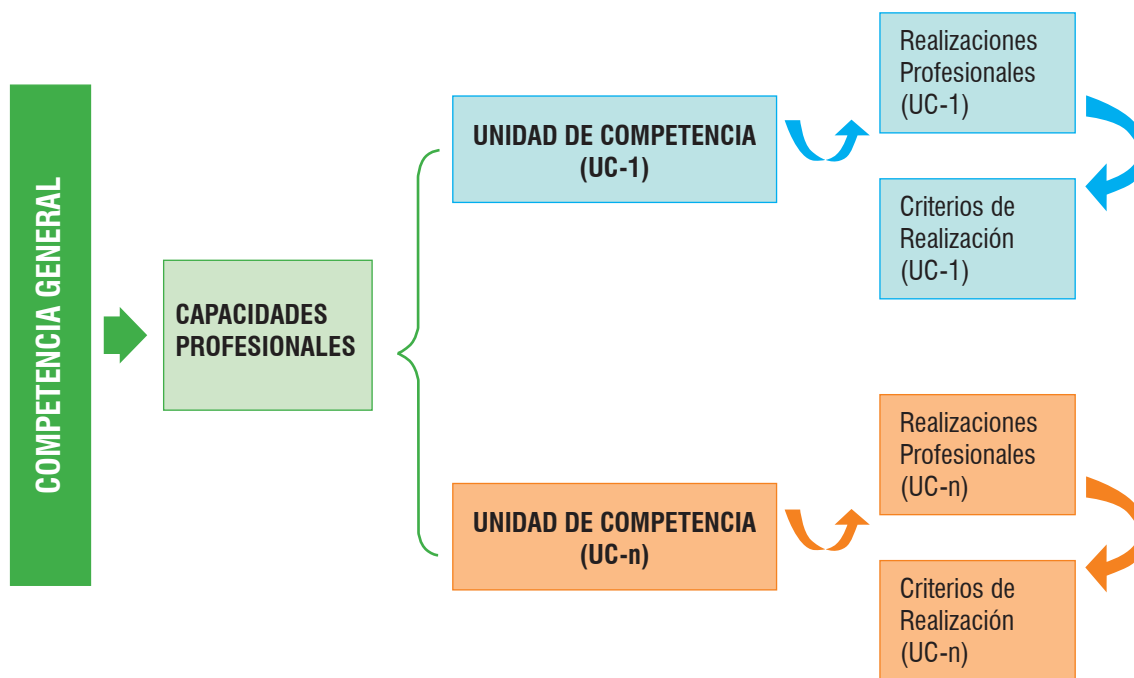 COMPETENCIA GENERAL
CAPACIDADES
PROFESIONALES
UNIDAD DE COMPETENCIA
(UC-1)
Realizaciones
Profesionales
(UC-1)
Criterios de
Realización
(UC-1)
UNIDAD DE COMPETENCIA
(UC-n)
Realizaciones
Profesionales
(UC-n)
Criterios de
Realización
(UC-n)